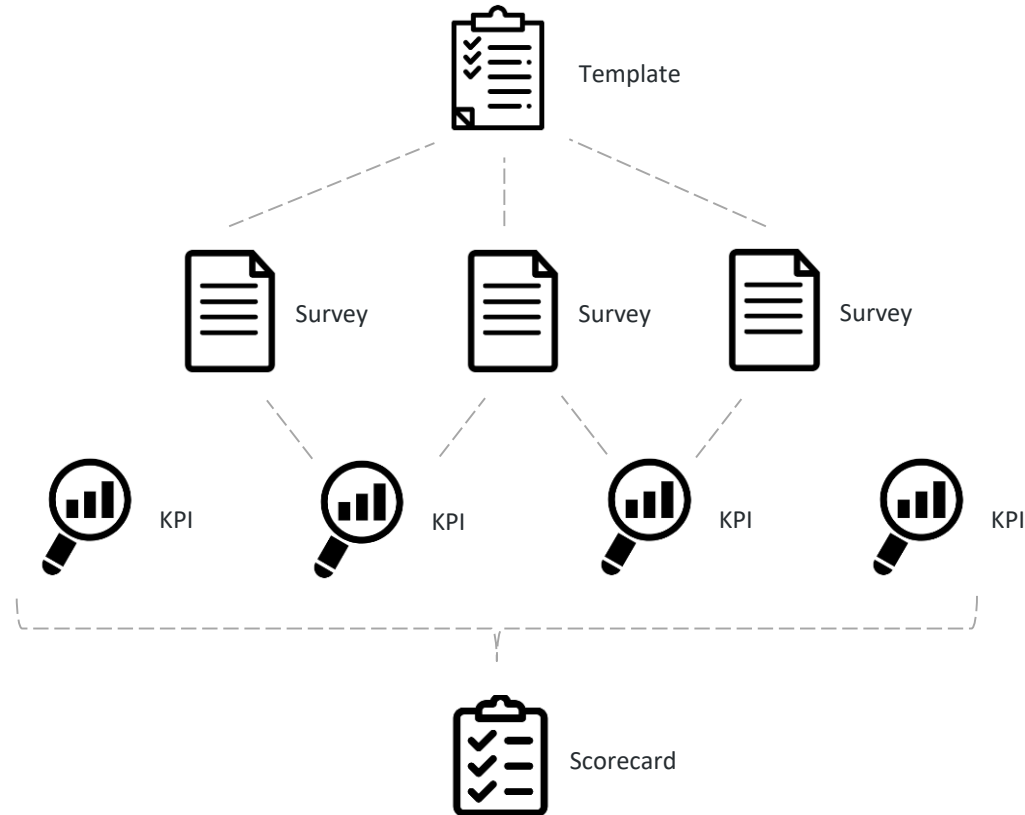 Template
Survey
Survey
Survey
KPI
KPI
KPI
KPI
Scorecard